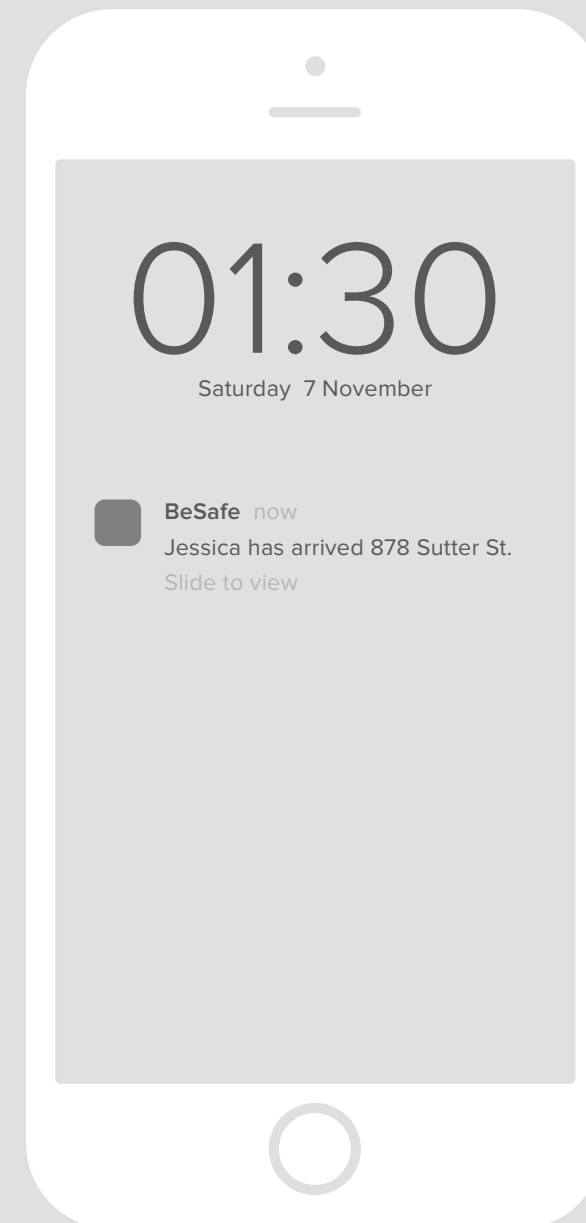 01:30
Saturday 7 November
BeSafe now
Jessica has arrived 878 Sutter St.
Slide to view